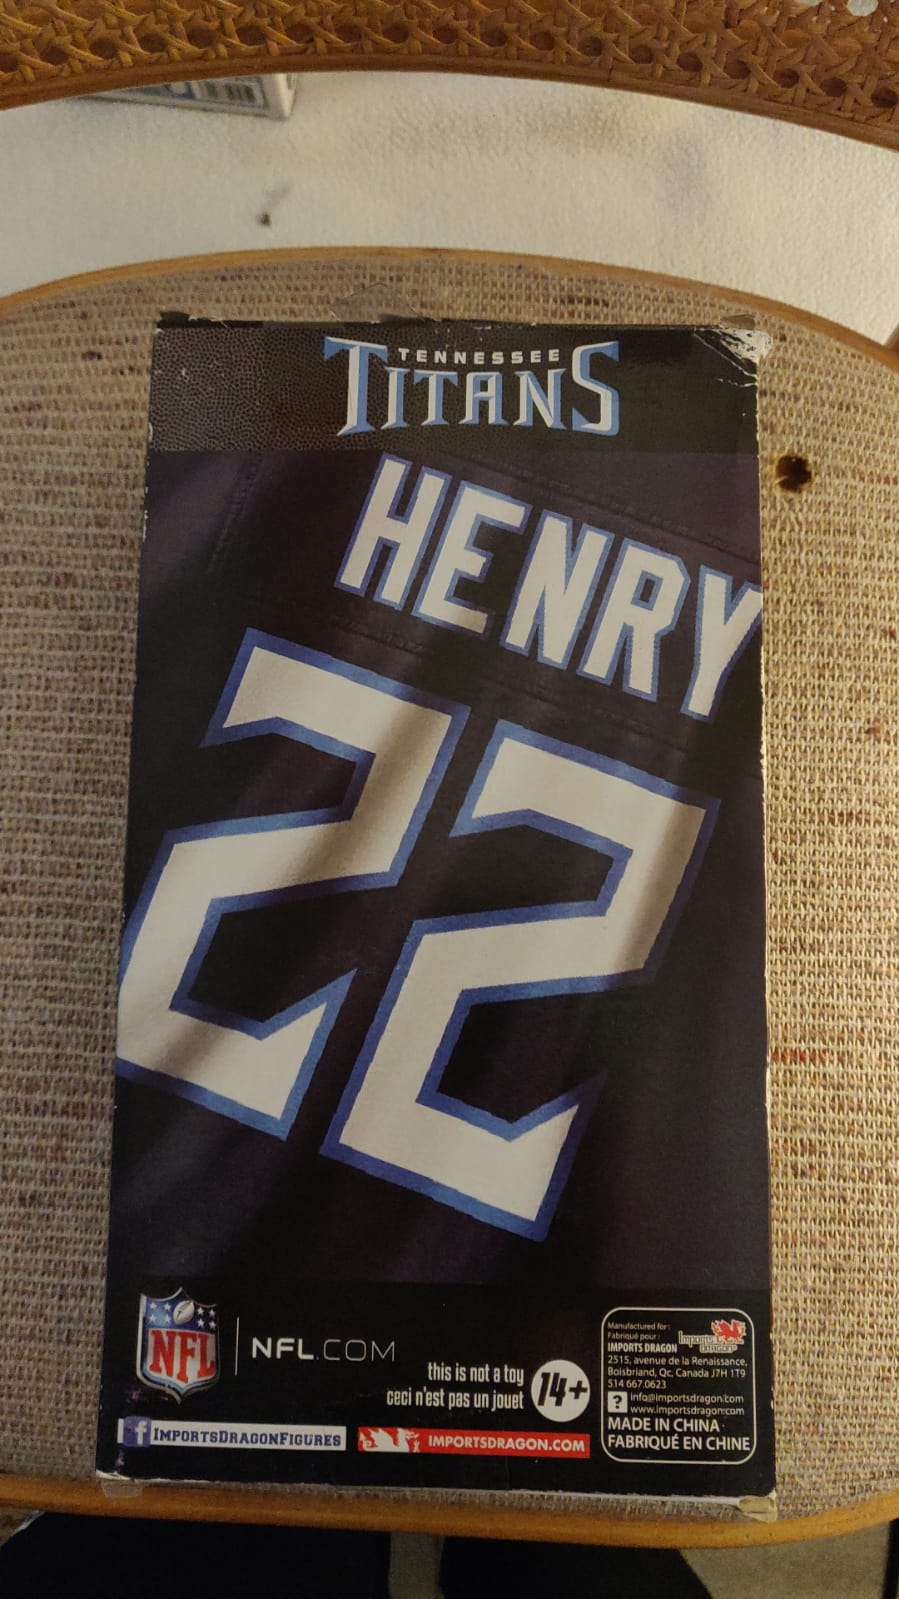 TENNESSEE
TITANS
HENRY
22
NFL
NFL.COM
this is not a toy
ceci n'est pas un jouet
14+
f IMPORTSDRAGONFIGURES
IMPORTSDRAGON.COM
Manufactured for:
Fabriqué pour:
Imports DRAGON
IMPORTS DRAGON
2515, avenue de la Renaissance,
Boisbriand, Qc, Canada J7H 1T9
514 667.0623
? info@importsdragon.com
www.importsdragon.com
MADE IN CHINA
FABRIQUÉ EN CHINE